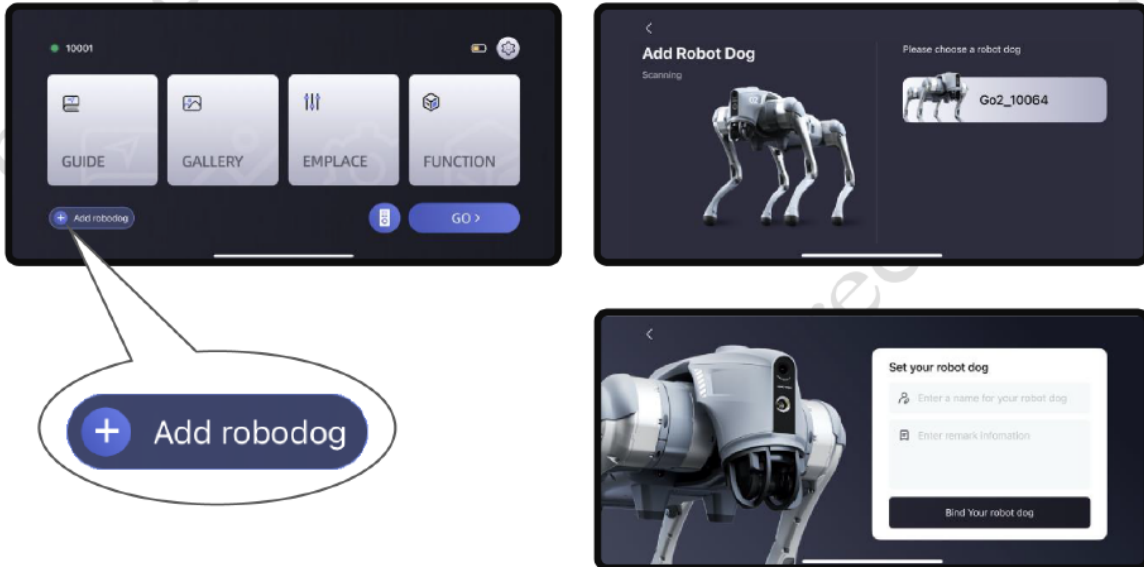 10001
GUIDE
GALLERY
EMPLACE
FUNCTION
Add robodog
GO >
Add robodog
Add Robot Dog
Scanning
Please choose a robot dog
Go2_10064
Set your robot dog
Enter a name for your robot dog
Enter remark Infomation
Bind Your robot dog